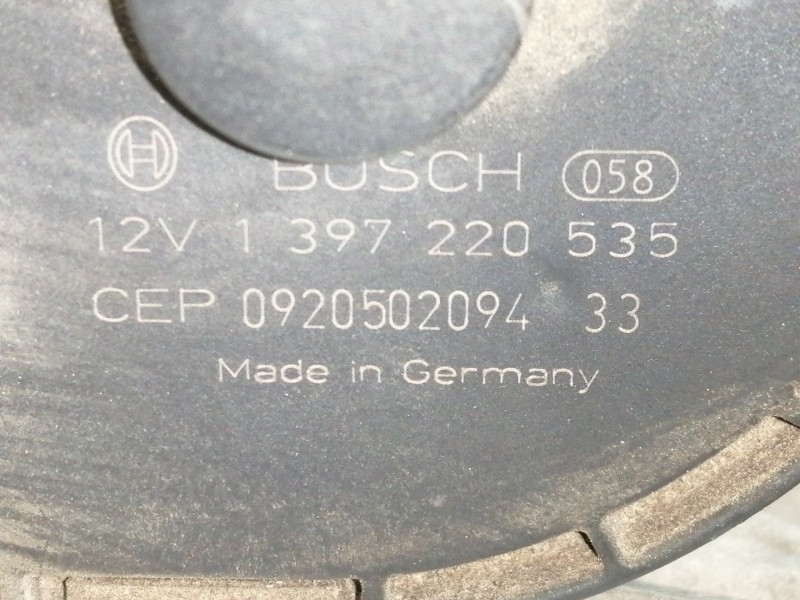 BOSCH 058
12V 1 397 220 535
CEP 0920502094 33
Made in Germany